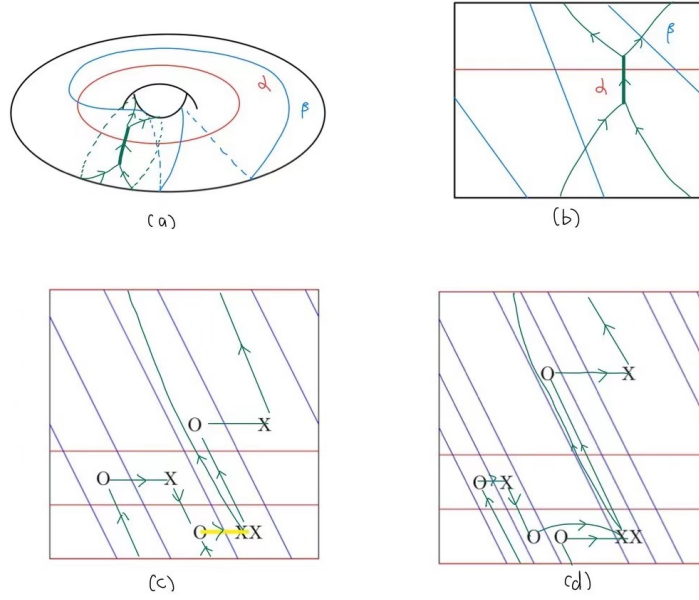 α
β
(a)
β
α
(b)
O X
O X
O XX
(c)
O X
O X
O O XX
(d)